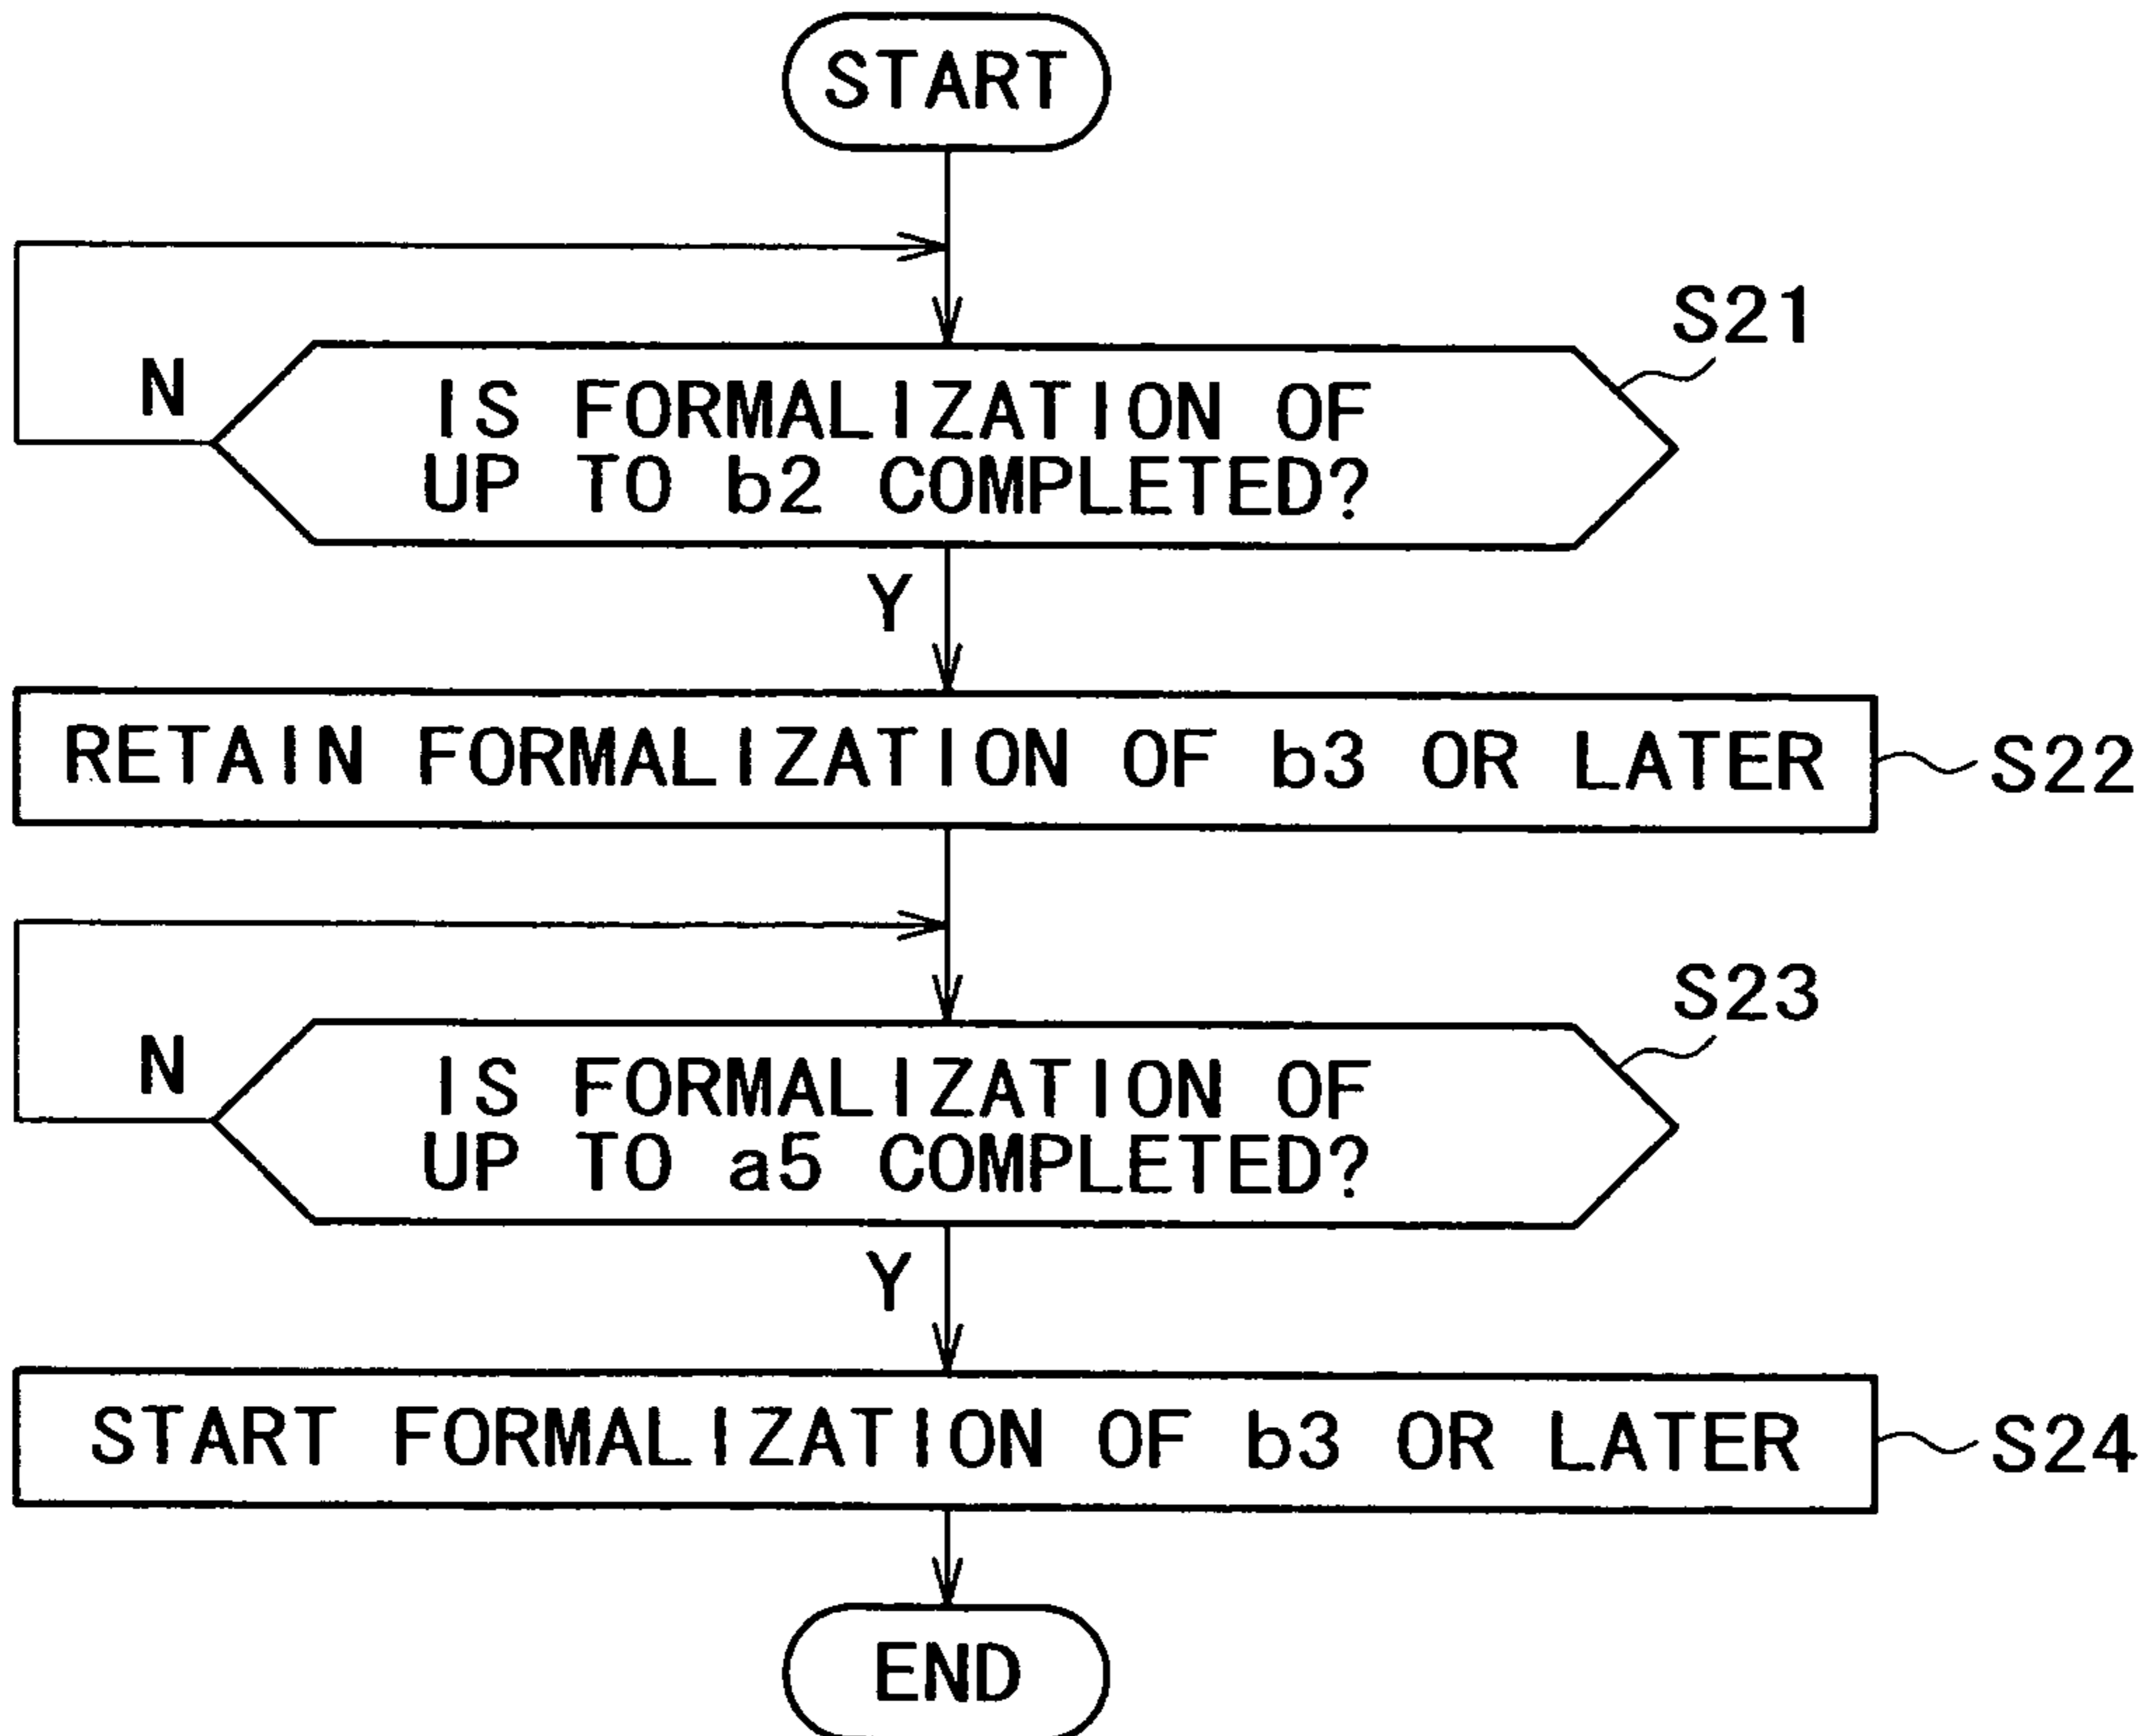 START
S21
N
IS FORMALIZATION OF
UP TO b2 COMPLETED?
Y
RETAIN FORMALIZATION OF b3 OR LATER
S22
S23
N
IS FORMALIZATION OF
UP TO a5 COMPLETED?
Y
START FORMALIZATION OF b3 OR LATER
S24
END